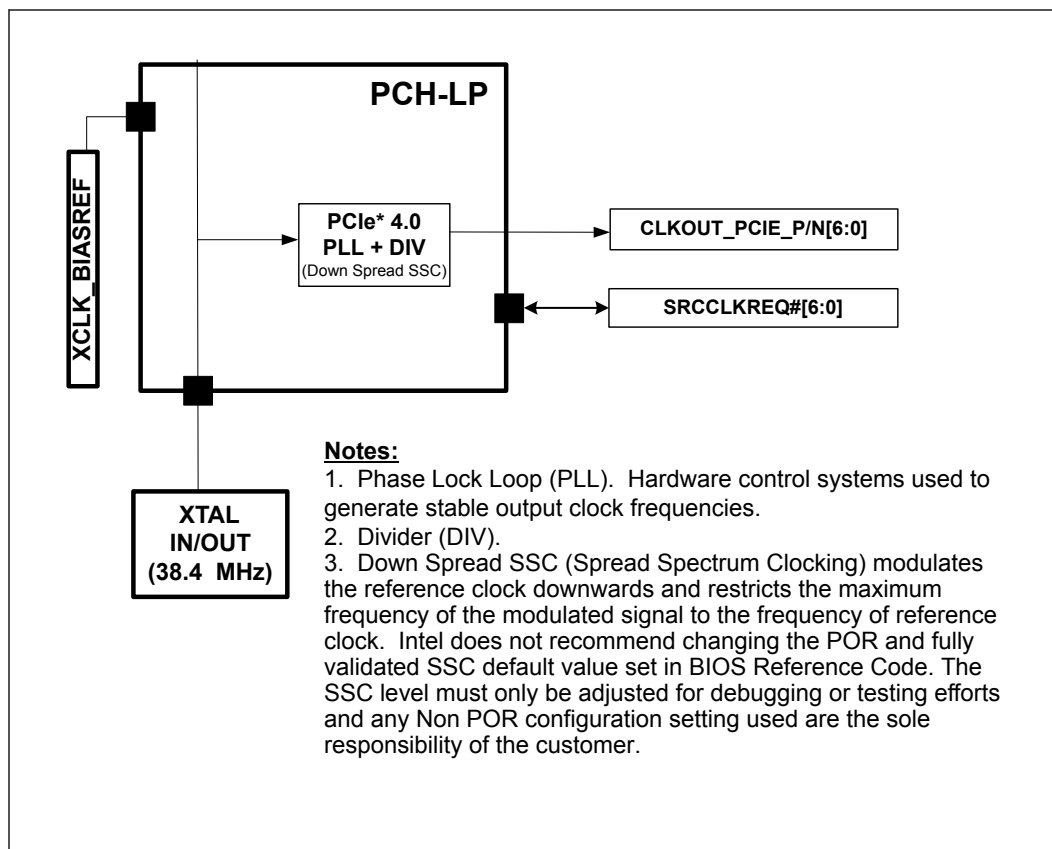 PCH-LP
XCLK_BIASREF
PCIe* 4.0
PLL + DIV
(Down Spread SSC)
CLKOUT_PCIE_P/N[6:0]
SRCCLKREQ#[6:0]
XTAL
IN/OUT
(38.4 MHz)
Notes:
1. Phase Lock Loop (PLL). Hardware control systems used to
generate stable output clock frequencies.
2. Divider (DIV).
3. Down Spread SSC (Spread Spectrum Clocking) modulates
the reference clock downwards and restricts the maximum
frequency of the modulated signal to the frequency of reference
clock. Intel does not recommend changing the POR and fully
validated SSC default value set in BIOS Reference Code. The
SSC level must only be adjusted for debugging or testing efforts
and any Non POR configuration setting used are the sole
responsibility of the customer.